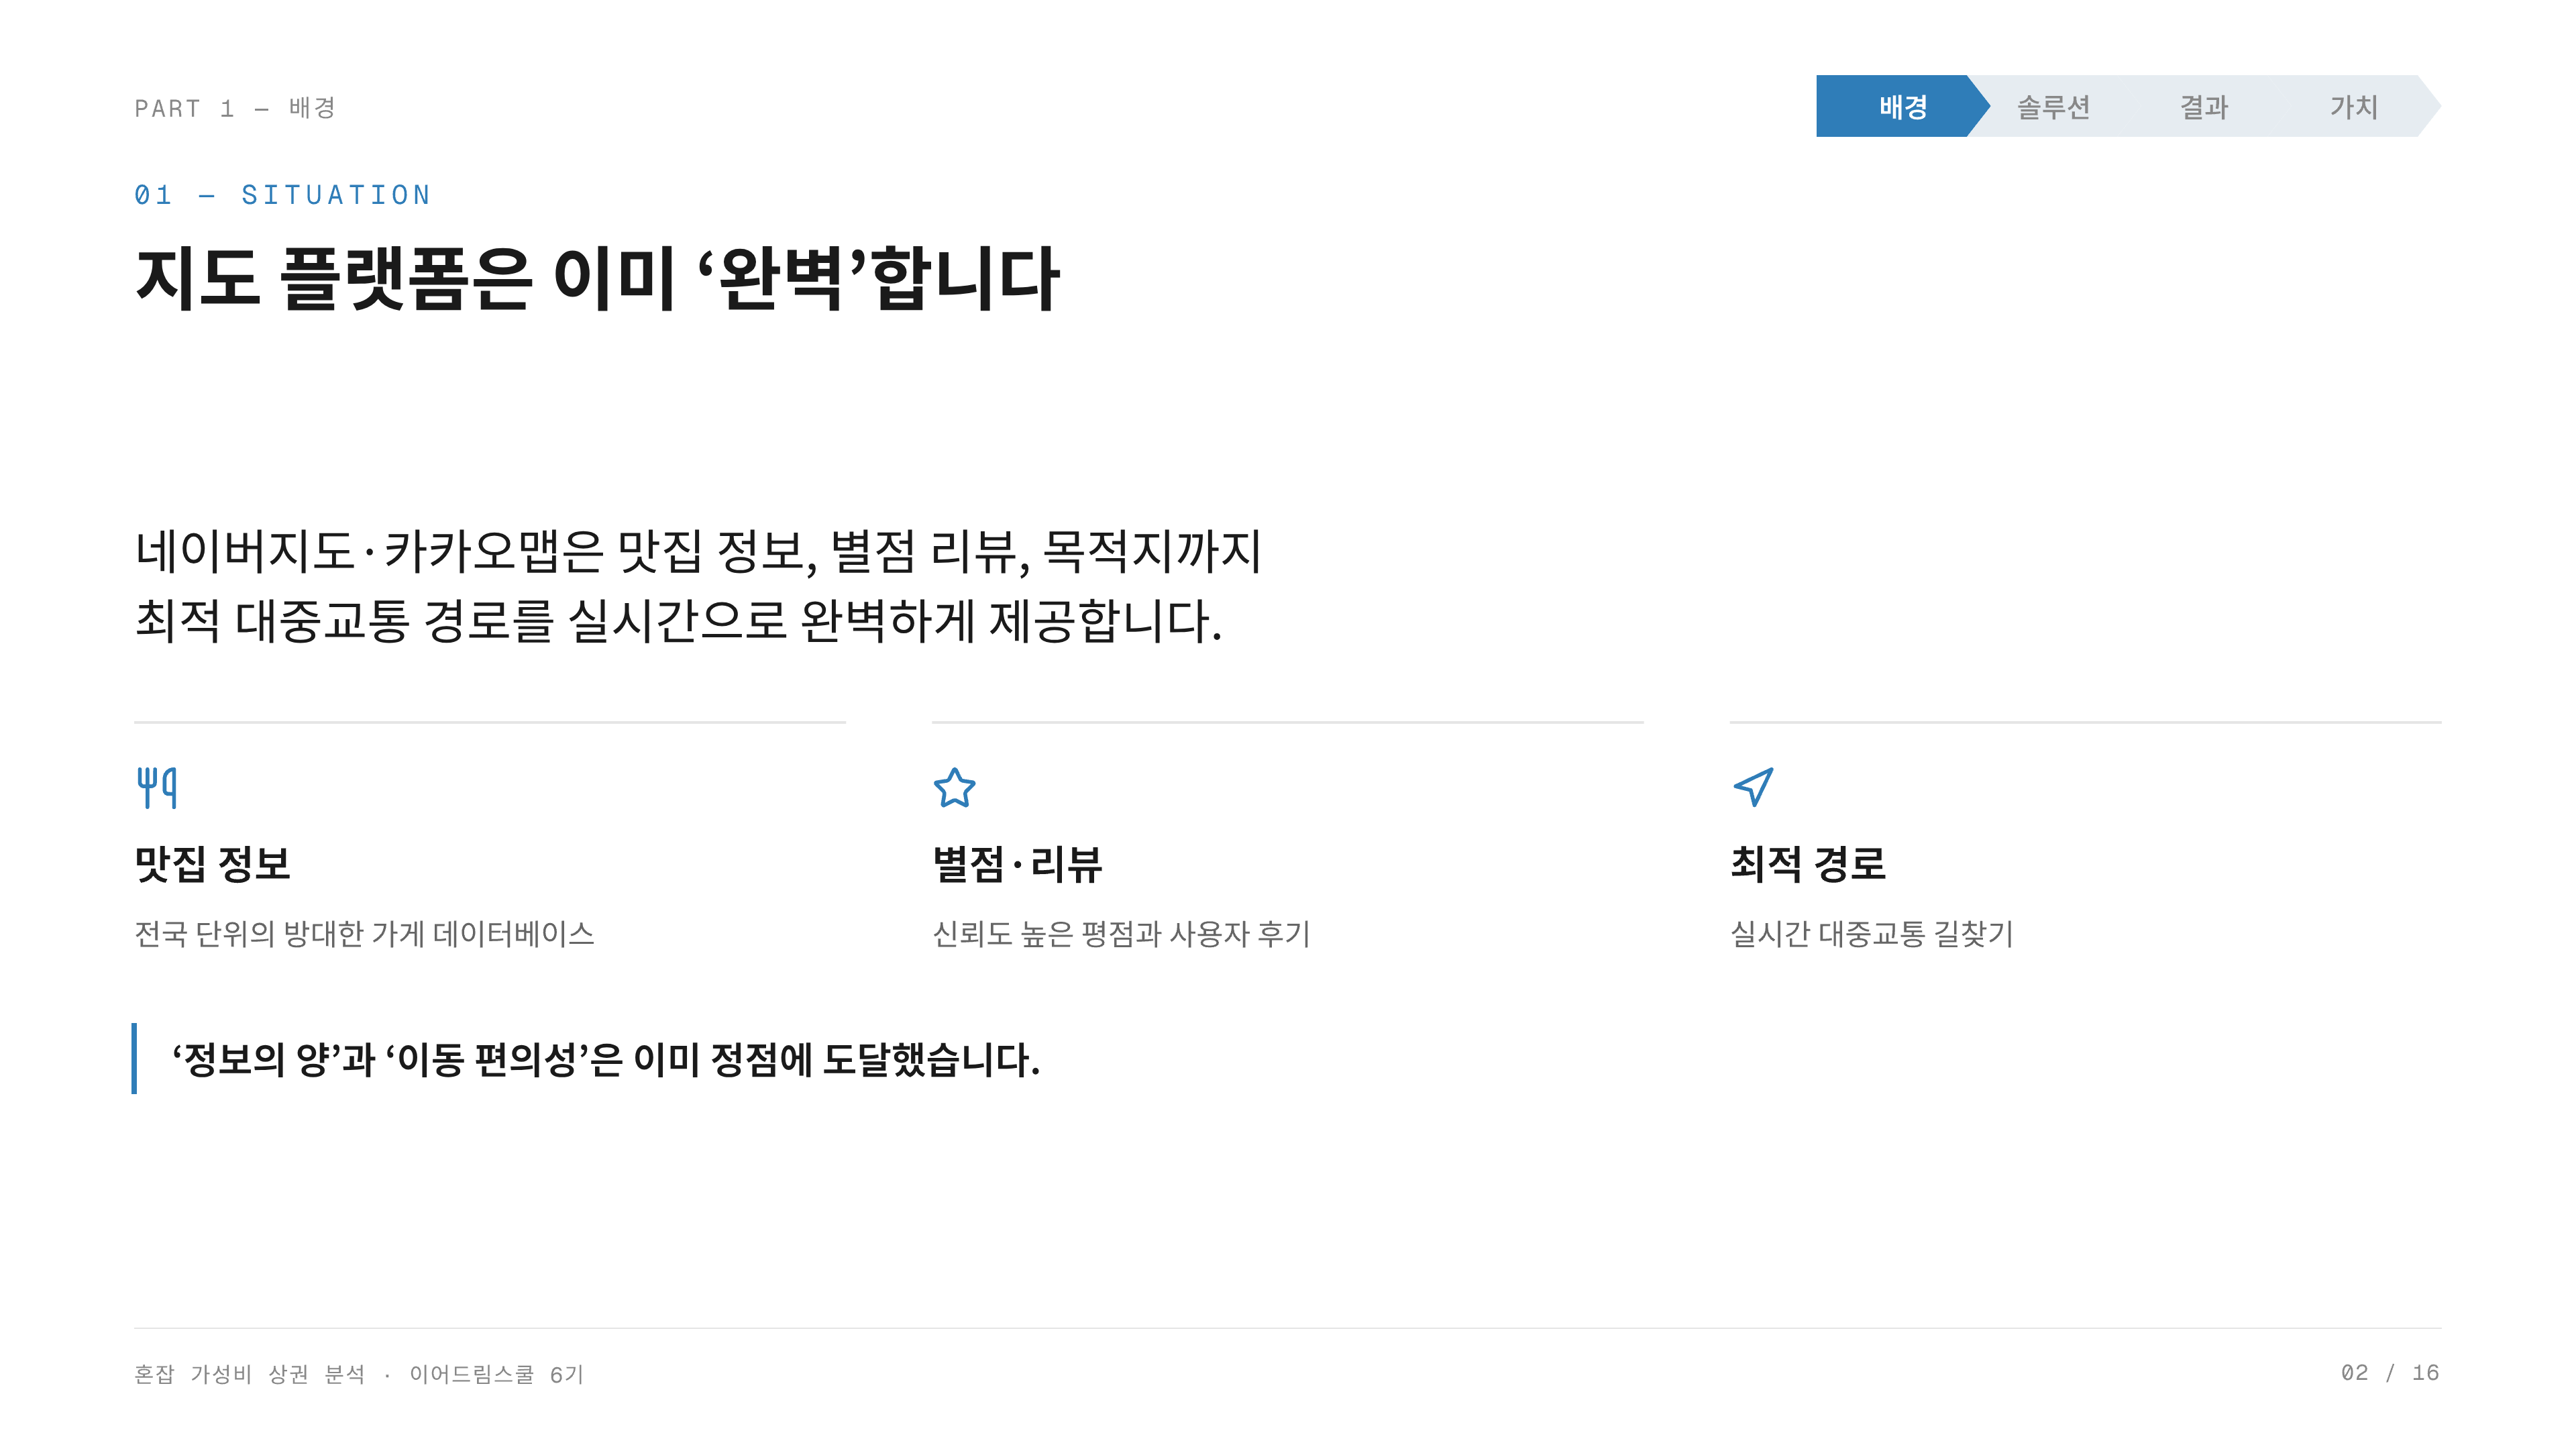 PART 1 — 배경
배경 솔루션 결과 가치
01 — SITUATION
지도 플랫폼은 이미 ‘완벽’합니다
네이버지도·카카오맵은 맛집 정보, 별점 리뷰, 목적지까지
최적 대중교통 경로를 실시간으로 완벽하게 제공합니다.
맛집 정보
전국 단위의 방대한 가게 데이터베이스
별점·리뷰
신뢰도 높은 평점과 사용자 후기
최적 경로
실시간 대중교통 길찾기
‘정보의 양’과 ‘이동 편의성’은 이미 정점에 도달했습니다.
혼잡 가성비 상권 분석 · 이어드림스쿨 6기
02 / 16